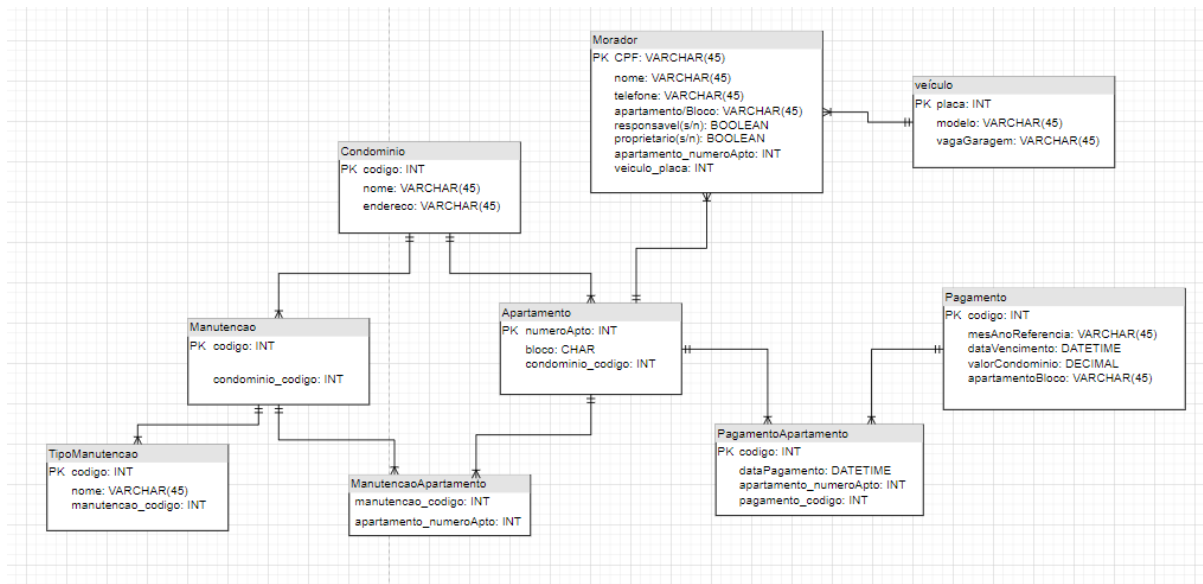 Morador
PK CPF: VARCHAR(45)
nome: VARCHAR(45)
telefone: VARCHAR(45)
apartamento/Bloco: VARCHAR(45)
responsavel(s/n): BOOLEAN
proprietario(s/n): BOOLEAN
apartamento_numeroApto: INT
veiculo_placa: INT
veículo
PK placa: INT
modelo: VARCHAR(45)
vagaGaragem: VARCHAR(45)
Condominio
PK codigo: INT
nome: VARCHAR(45)
endereco: VARCHAR(45)
Manutencao
PK codigo: INT
condominio_codigo: INT
Apartamento
PK numeroApto: INT
bloco: CHAR
condominio_codigo: INT
Pagamento
PK codigo: INT
mesAnoReferencia: VARCHAR(45)
dataVencimento: DATETIME
valorCondominio: DECIMAL
apartamentoBloco: VARCHAR(45)
TipoManutencao
PK codigo: INT
nome: VARCHAR(45)
manutencao_codigo: INT
ManutencaoApartamento
manutencao_codigo: INT
apartamento_numeroApto: INT
PagamentoApartamento
PK codigo: INT
dataPagamento: DATETIME
apartamento_numeroApto: INT
pagamento_codigo: INT